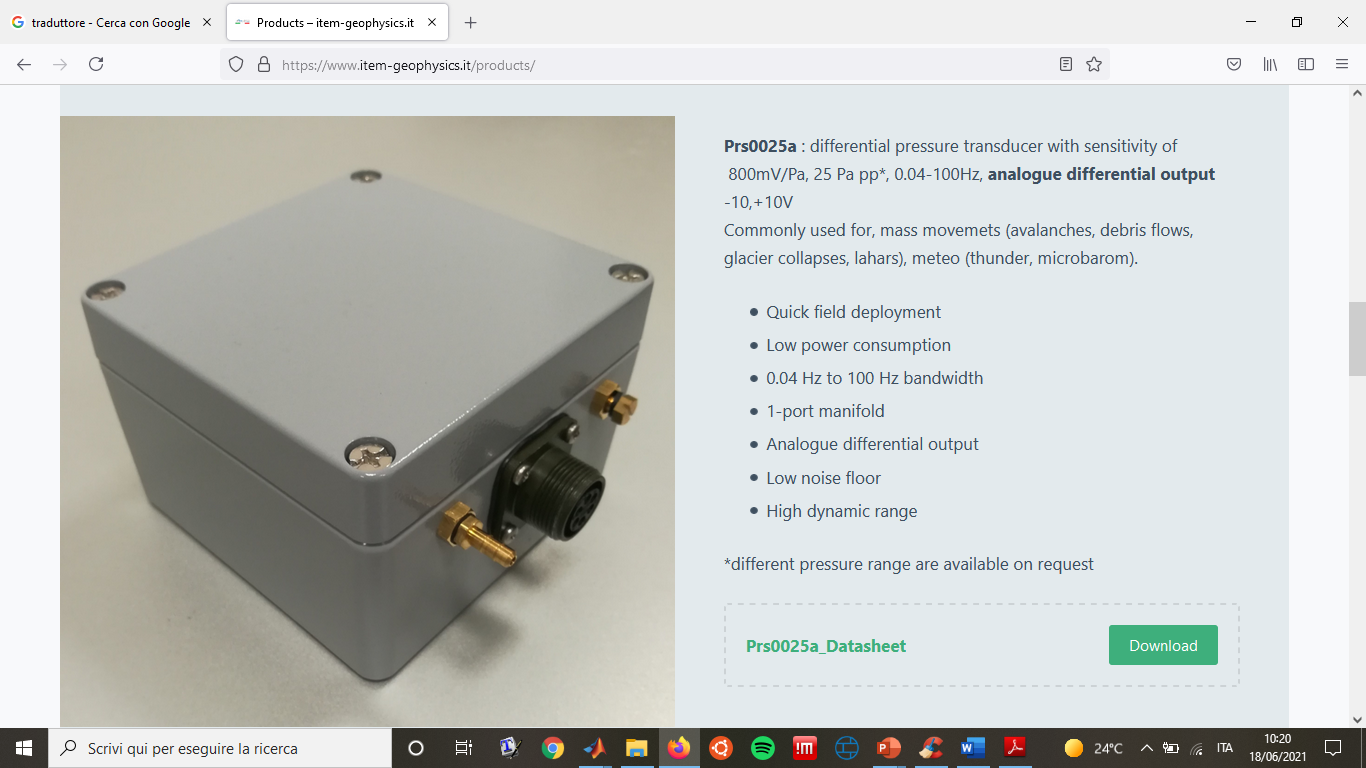 traduttore - Cerca con Google
Products – item-geophysics.it
https://www.item-geophysics.it/products/
Prs0025a : differential pressure transducer with sensitivity of
800mV/Pa, 25 Pa pp*, 0.04-100Hz, analogue differential output
-10,+10V
Commonly used for, mass movemets (avalanches, debris flows,
glacier collapses, lahars), meteo (thunder, microbarom).
Quick field deployment
Low power consumption
0.04 Hz to 100 Hz bandwidth
1-port manifold
Analogue differential output
Low noise floor
High dynamic range
*different pressure range are available on request
Prs0025a_Datasheet
Download
Scrivi qui per eseguire la ricerca
24°C
ITA
10:20
18/06/2021